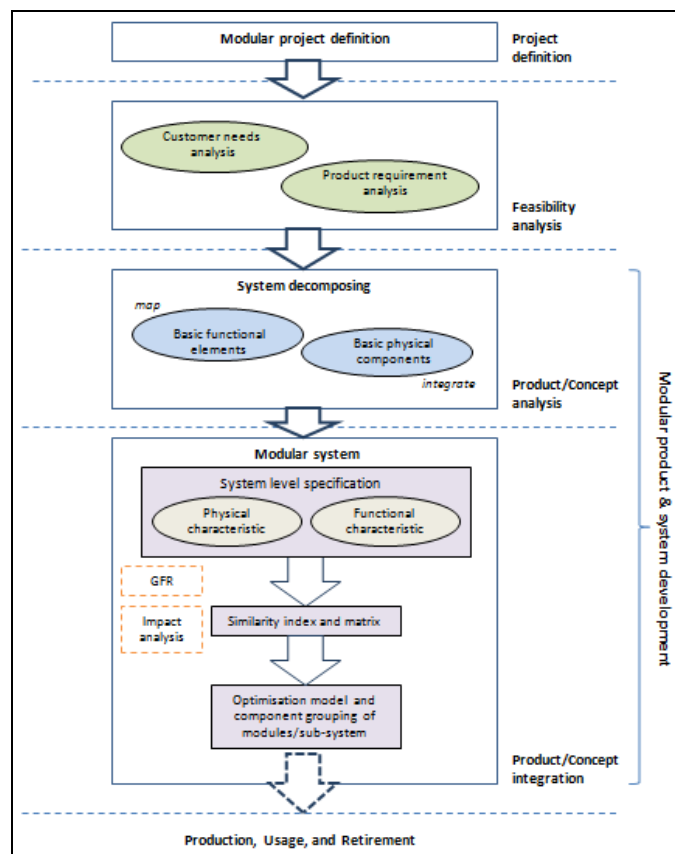 Modular project definition
Project
definition
Customer needs
analysis
Product requirement
analysis
Feasibility
analysis
System decomposing
map
Basic functional
elements
Basic physical
components
integrate
Product/Concept
analysis
Modular system
System level specification
Physical
characteristic
Functional
characteristic
GFR
Impact
analysis
Similarity index and matrix
Optimisation model and
component grouping of
modules/sub-system
Product/Concept
integration
Modular product & system development
Production, Usage, and Retirement